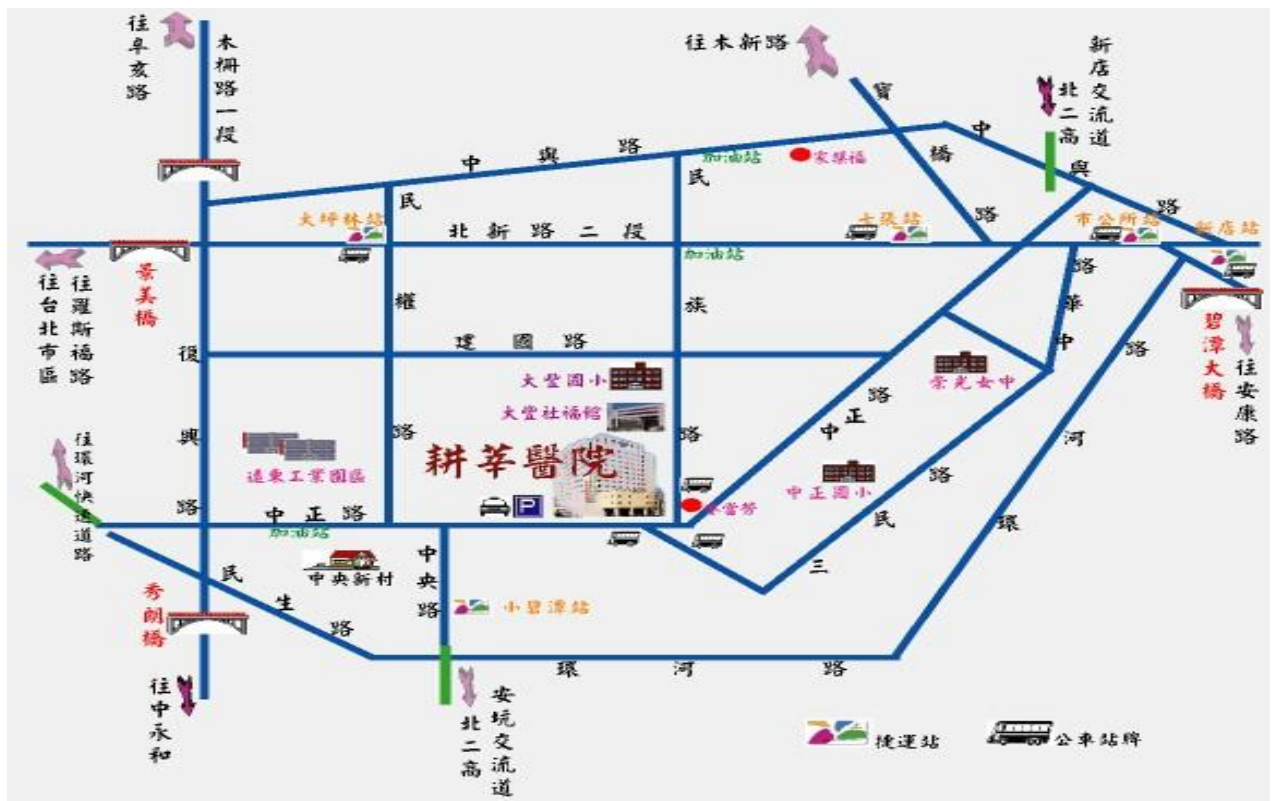 往辛亥路
木柵路一段
往木新路
寶橋路
新店交流道
北二高
中興路
中興路
加油站
家樂福
民權路
民族路
大坪林站
北新路二段
七張站
市公所站
新店站
加油站
景美橋
往羅斯福路
往台北市區
復興路
建國路
大豐國小
大豐社福館
耕莘醫院
P
中正路
崇光女中
中華路
環河路
碧潭大橋
往安康路
往環河快速道路
遠東工業園區
中正路
加油站
麥當勞
中正國小
三民路
中央新村
中央路
民生路
小碧潭站
秀朗橋
環河路
往中永和
安坑交流道
北二高
捷運站
公車站牌